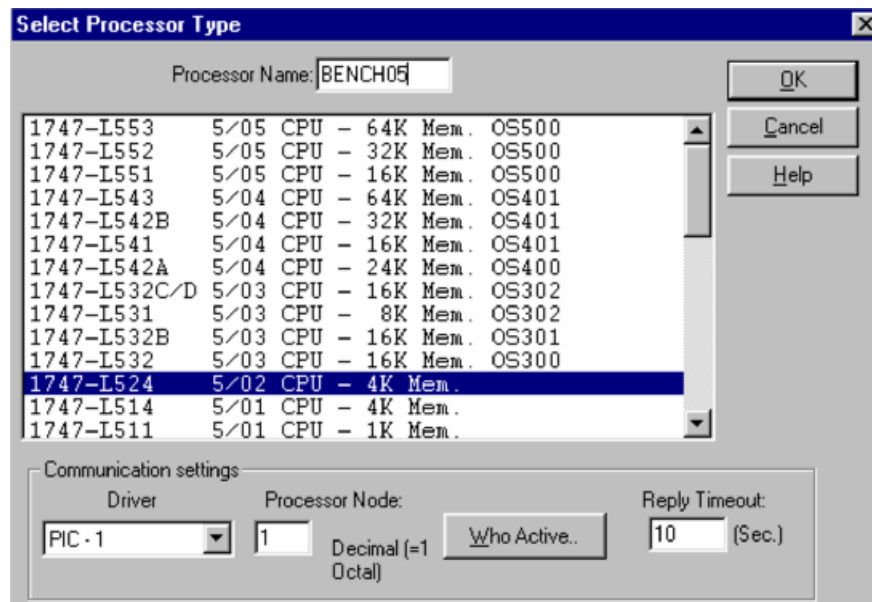 Select Processor Type
Processor Name: BENCH05
OK
1747-L553 5/05 CPU - 64K Mem. OS500
Cancel
1747-L552 5/05 CPU - 32K Mem. OS500
1747-L551 5/05 CPU - 16K Mem. OS500
Help
1747-L543 5/04 CPU - 64K Mem. OS401
1747-L542B 5/04 CPU - 32K Mem. OS401
1747-L541 5/04 CPU - 16K Mem. OS401
1747-L542A 5/04 CPU - 24K Mem. OS400
1747-L532C/D 5/03 CPU - 16K Mem. OS302
1747-L531 5/03 CPU - 8K Mem. OS302
1747-L532B 5/03 CPU - 16K Mem. OS301
1747-L532 5/03 CPU - 16K Mem. OS300
1747-L524 5/02 CPU - 4K Mem.
1747-L514 5/01 CPU - 4K Mem.
1747-L511 5/01 CPU - 1K Mem.
Communication settings
Driver Processor Node: Reply Timeout:
PIC - 1 1 Decimal (=1 Who Active.. 10 (Sec.)
Octal)